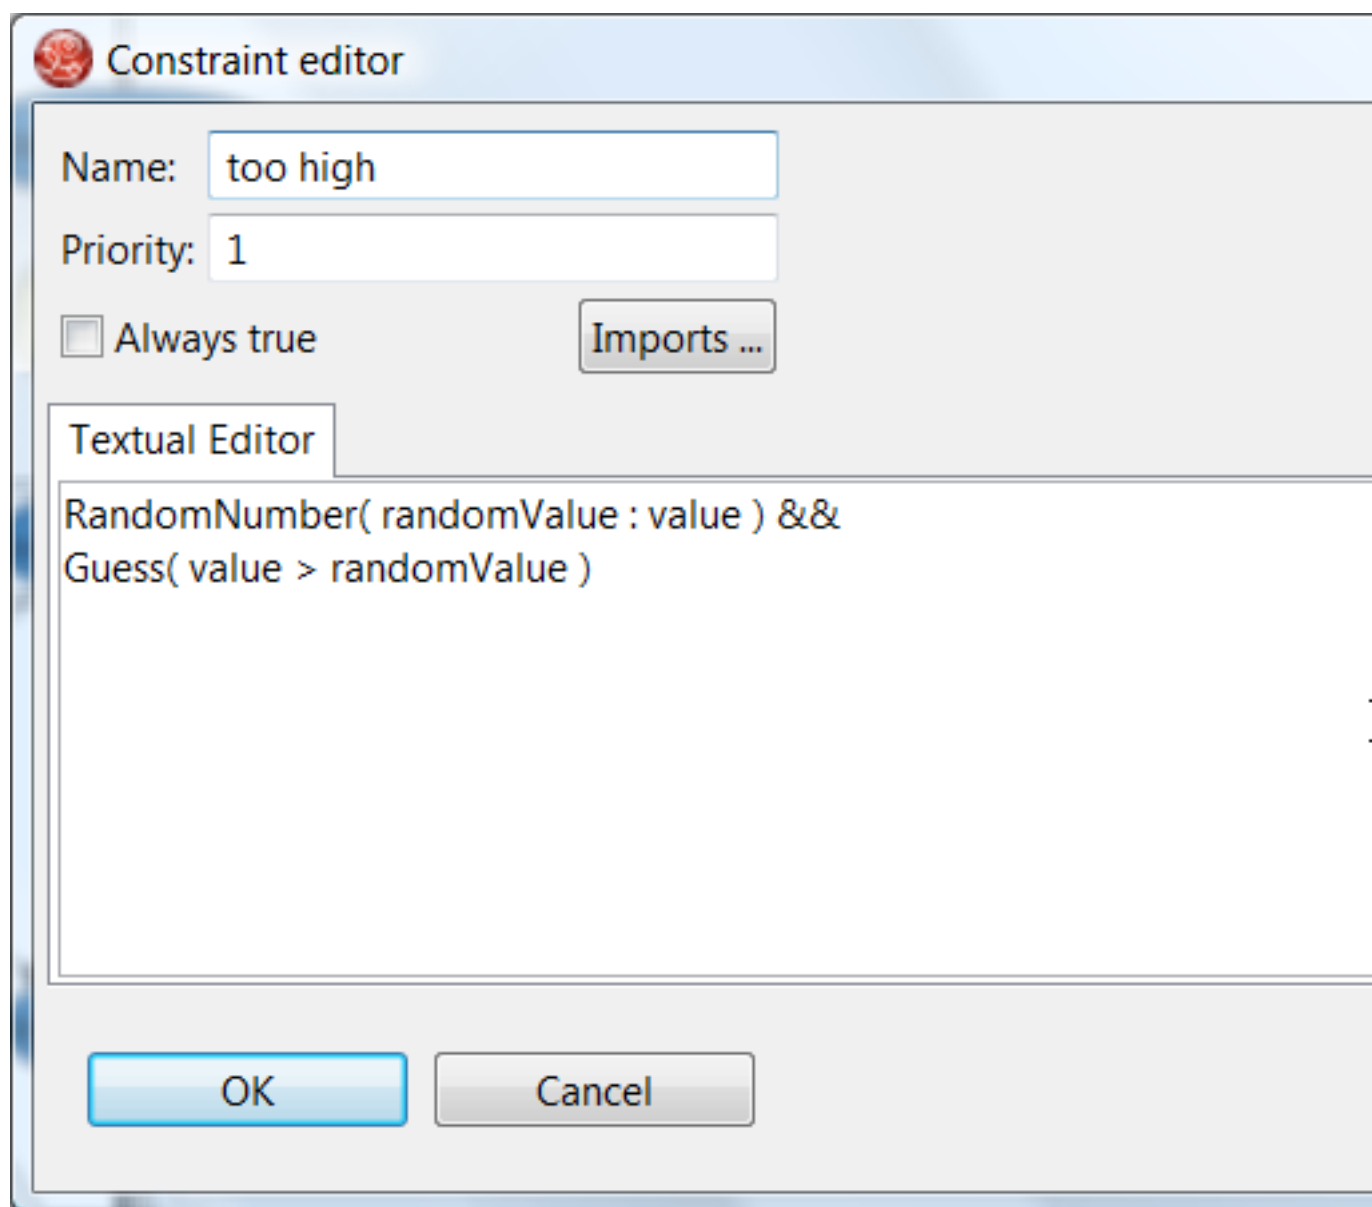 Constraint editor
Name: too high
Priority: 1
Always true Imports ...
Textual Editor
RandomNumber( randomValue : value ) &&
Guess( value > randomValue )
OK Cancel